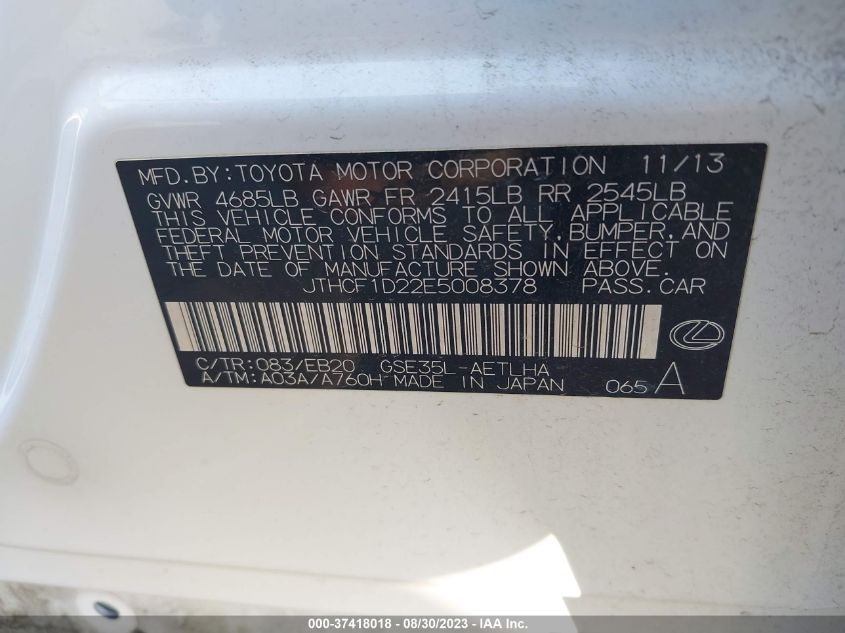 MFD.BY:TOYOTA MOTOR CORPORATION 11/13
GVWR 4685LB GAWR FR 2415LB RR 2545LB
THIS VEHICLE CONFORMS TO ALL APPLICABLE
FEDERAL MOTOR VEHICLE SAFETY, BUMPER, AND
THEFT PREVENTION STANDARDS IN EFFECT ON
THE DATE OF MANUFACTURE SHOWN ABOVE.
JTHCF1D22E5008378 PASS.CAR
C/TR:083/EB20 GSE35L-AETLHA
A/TM:A03A/A760H MADE IN JAPAN 065A
000-37418018 - 08/30/2023 - IAA Inc.